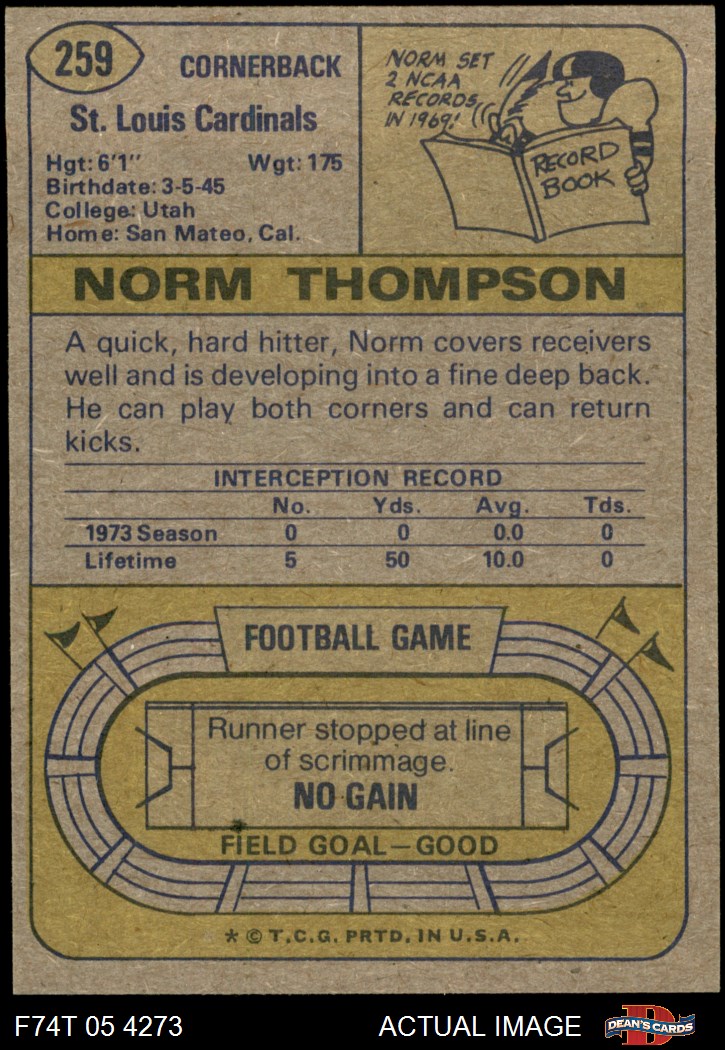 259
CORNERBACK
St. Louis Cardinals
Hgt: 6'1" Wgt: 175
Birthdate: 3-5-45
College: Utah
Home: San Mateo, Cal.
NORM SET
2 NCAA
RECORDS
IN 1969!
RECORD
BOOK
NORM THOMPSON
A quick, hard hitter, Norm covers receivers
well and is developing into a fine deep back.
He can play both corners and can return
kicks.
INTERCEPTION RECORD
No. Yds. Avg. Tds.
1973 Season 0 0 0.0 0
Lifetime 5 50 10.0 0
FOOTBALL GAME
Runner stopped at line
of scrimmage.
NO GAIN
FIELD GOAL—GOOD
* © T.C.G. PRTD. IN U.S.A.
F74T 05 4273 ACTUAL IMAGE
D
DEAN'S CARDS